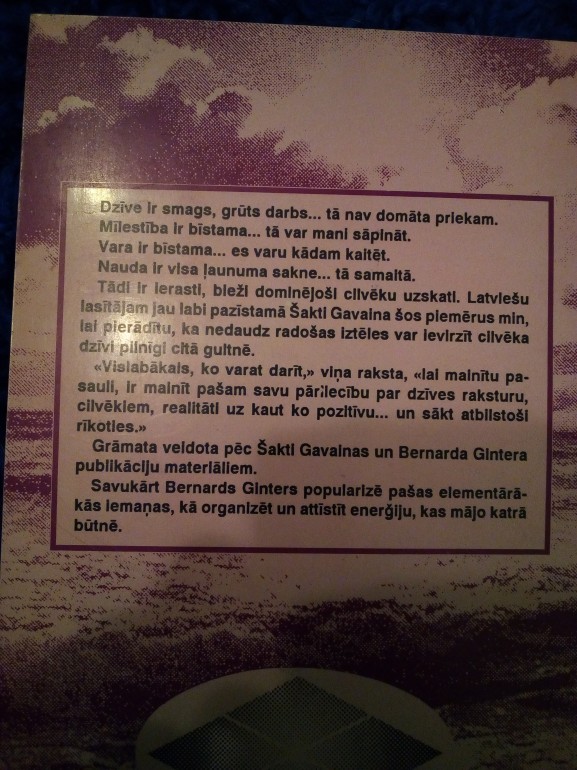 Dzīve ir smags, grūts darbs... tā nav domāta priekam.
Mīlestība ir bīstama... tā var mani sāpināt.
Vara ir bīstama... es varu kādam kaitēt.
Nauda ir visa ļaunuma sakne... tā samaitā.
Tādi ir ierasti, bieži dominējoši cilvēku uzskati. Latviešu
lasītājam jau labi pazīstamā Šakti Gavaina šos piemērus min,
lai pierādītu, ka nedaudz radošas iztēles var ievirzīt cilvēka
dzīvi pilnīgi citā gultnē.
«Vislabākais, ko varat darīt,» viņa raksta, «lai mainītu pa-
sauli, ir mainīt pašam savu pārliecību par dzīves raksturu,
cilvēkiem, realitāti uz kaut ko pozitīvu... un sākt atbilstoši
rīkoties.»
Grāmata veidota pēc Šakti Gavainas un Bernarda Gintera
publikāciju materiāliem.
Savukārt Bernards Ginters popularizē pašas elementārā-
kās iemaņas, kā organizēt un attīstīt enerģiju, kas mājo katrā
būtnē.